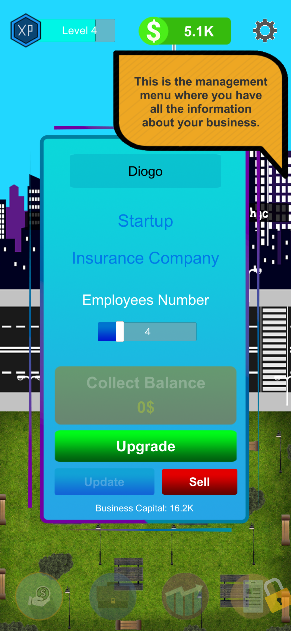 XP
Level 4
$
5.1K
This is the management
menu where you have
all the information
about your business.
Diogo
Startup
Insurance Company
Employees Number
4
Collect Balance
0$
Upgrade
Update
Sell
Business Capital: 16.2K